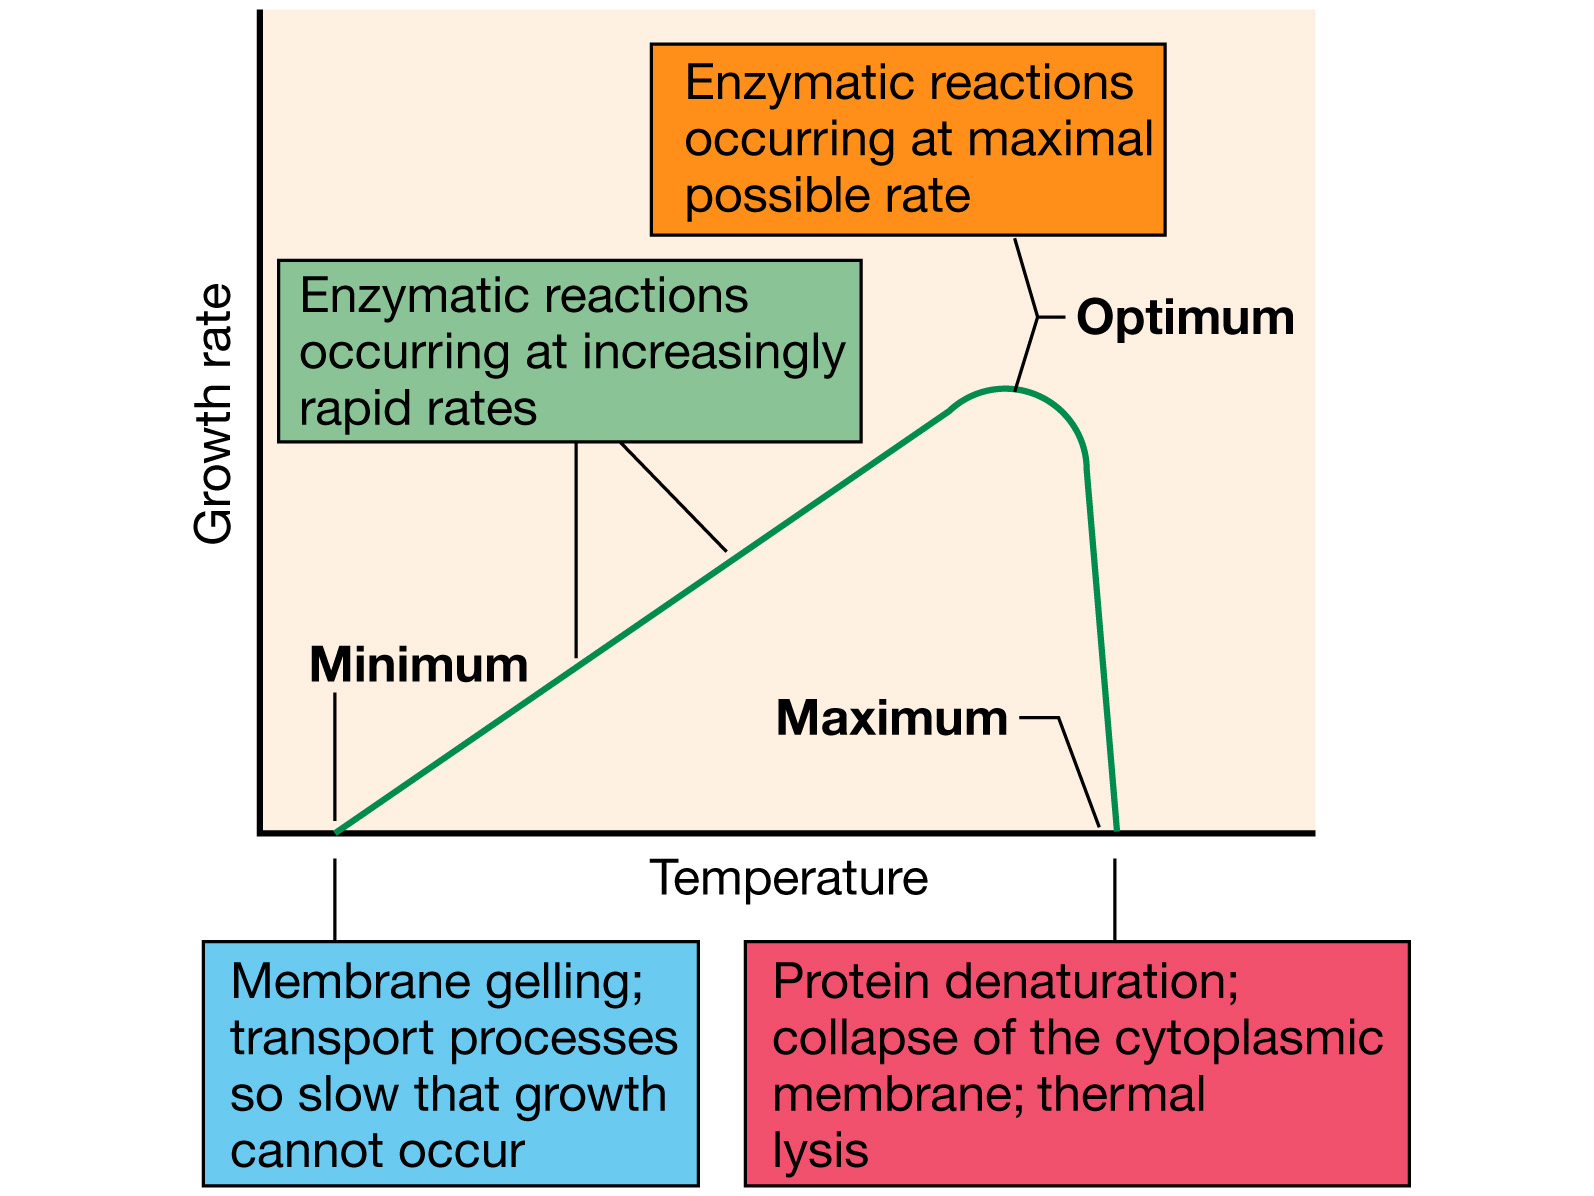 Enzymatic reactions
occurring at maximal
possible rate
Enzymatic reactions
occurring at increasingly
rapid rates
Optimum
Growth rate
Minimum
Maximum
Temperature
Membrane gelling;
transport processes
so slow that growth
cannot occur
Protein denaturation;
collapse of the cytoplasmic
membrane; thermal
lysis